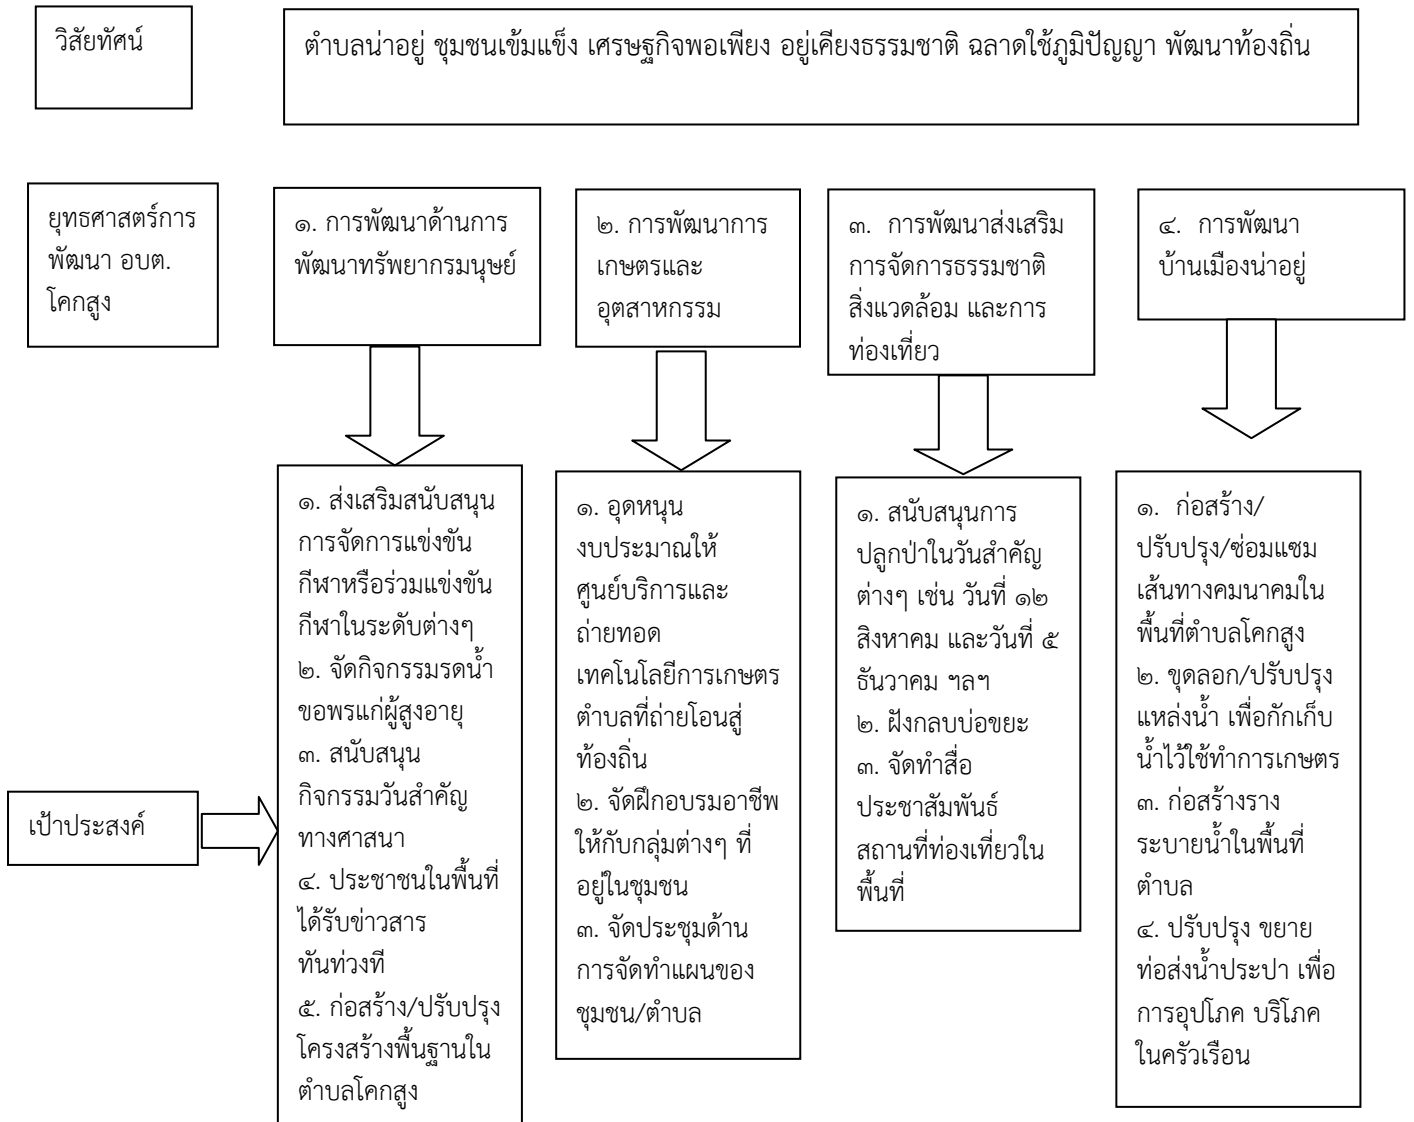 วิสัยทัศน์
ตำบลน่าอยู่ ชุมชนเข้มแข็ง เศรษฐกิจพอเพียง อยู่เคียงธรรมชาติ ฉลาดใช้ภูมิปัญญา พัฒนาท้องถิ่น
ยุทธศาสตร์การ
พัฒนา อบต.
โคกสูง
๑. การพัฒนาด้านการ
พัฒนาทรัพยากรมนุษย์
๒. การพัฒนาการ
เกษตรและ
อุตสาหกรรม
๓. การพัฒนาส่งเสริม
การจัดการธรรมชาติ
สิ่งแวดล้อม และการ
ท่องเที่ยว
๔. การพัฒนา
บ้านเมืองน่าอยู่
เป้าประสงค์
๑. ส่งเสริมสนับสนุน
การจัดการแข่งขัน
กีฬาหรือร่วมแข่งขัน
กีฬาในระดับต่างๆ
๒. จัดกิจกรรมรดน้ำ
ขอพรแก่ผู้สูงอายุ
๓. สนับสนุน
กิจกรรมวันสำคัญ
ทางศาสนา
๔. ประชาชนในพื้นที่
ได้รับข่าวสาร
ทันท่วงที
๕. ก่อสร้าง/ปรับปรุง
โครงสร้างพื้นฐานใน
ตำบลโคกสูง
๑. อุดหนุน
งบประมาณให้
ศูนย์บริการและ
ถ่ายทอด
เทคโนโลยีการเกษตร
ตำบลที่ถ่ายโอนสู่
ท้องถิ่น
๒. จัดฝึกอบรมอาชีพ
ให้กับกลุ่มต่างๆ ที่
อยู่ในชุมชน
๓. จัดประชุมด้าน
การจัดทำแผนของ
ชุมชน/ตำบล
๑. สนับสนุนการ
ปลูกป่าในวันสำคัญ
ต่างๆ เช่น วันที่ ๑๒
สิงหาคม และวันที่ ๕
ธันวาคม ฯลฯ
๒. ฝังกลบบ่อขยะ
๓. จัดทำสื่อ
ประชาสัมพันธ์
สถานที่ท่องเที่ยวใน
พื้นที่
๑. ก่อสร้าง/
ปรับปรุง/ซ่อมแซม
เส้นทางคมนาคมใน
พื้นที่ตำบลโคกสูง
๒. ขุดลอก/ปรับปรุง
แหล่งน้ำ เพื่อกักเก็บ
น้ำไว้ใช้ทำการเกษตร
๓. ก่อสร้างราง
ระบายน้ำในพื้นที่
ตำบล
๔. ปรับปรุง ขยาย
ท่อส่งน้ำประปา เพื่อ
การอุปโภค บริโภค
ในครัวเรือน